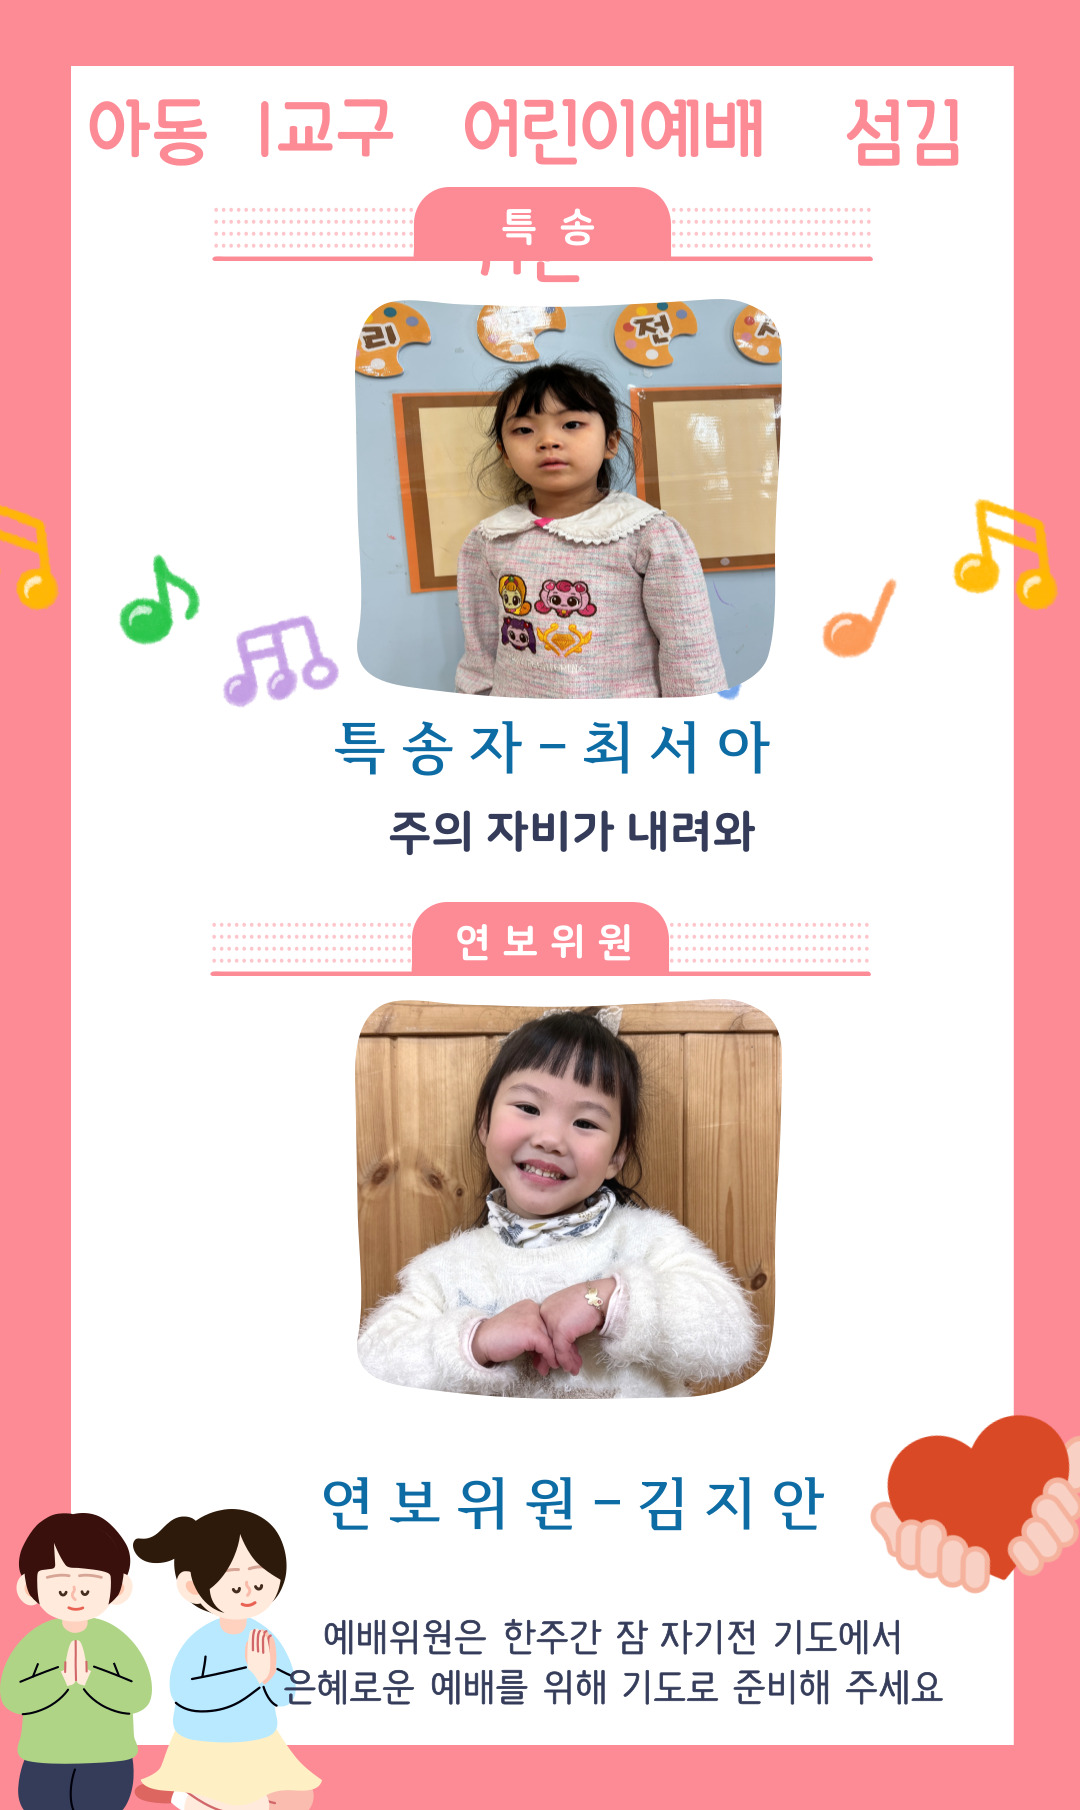 아동 1교구 어린이예배 섬김
특 송
리
전
특송자-최서아
주의 자비가 내려와
연보위원
연보위원-김지안
예배위원은 한주간 잠 자기전 기도에서
은혜로운 예배를 위해 기도로 준비해 주세요